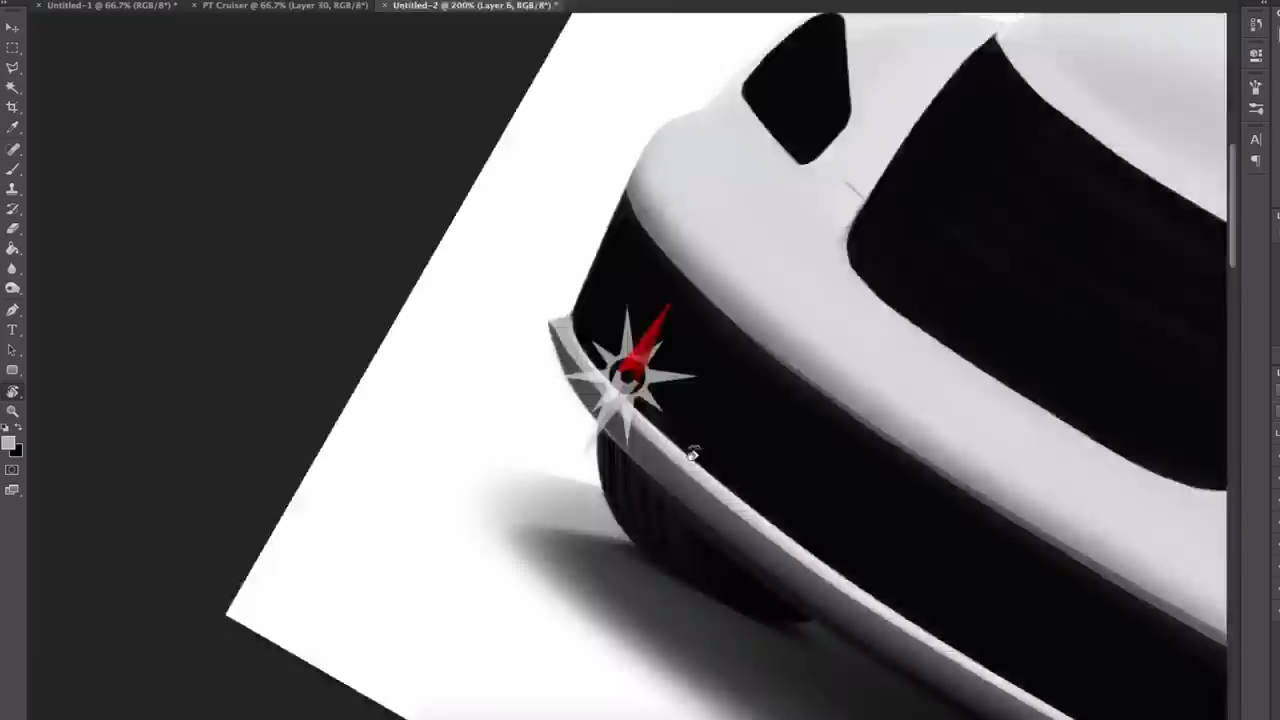 Untitled-1 @ 66.7% (RGB/8*) *
PT Cruiser @ 66.7% (Layer 30, RGB/8*)
Untitled-2 @ 200% (Layer 6, RGB/8*) *
T
A